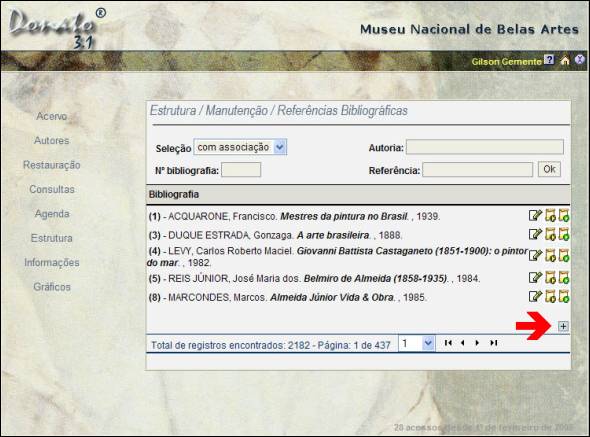 Donato ®
3.1
Museu Nacional de Belas Artes
Gilson Gemente ?
Acervo
Autores
Restauração
Consultas
Agenda
Estrutura
Informações
Gráficos
Estrutura / Manutenção / Referências Bibliográficas
Seleção com associação Autoria:
Nº bibliografia: Referência: Ok
Bibliografia
(1) - ACQUARONE, Francisco. Mestres da pintura no Brasil. , 1939.
(3) - DUQUE ESTRADA, Gonzaga. A arte brasileira. , 1888.
(4) - LEVY, Carlos Roberto Maciel. Giovanni Battista Castaganeto (1851-1900): o pintor
do mar. , 1982.
(5) - REIS JÚNIOR, José Maria dos. Belmiro de Almeida (1858-1935). , 1984.
(8) - MARCONDES, Marcos. Almeida Júnior Vida & Obra. , 1985.
Total de registros encontrados: 2182 - Página: 1 de 437 1
28 acessos desde 1º de fevereiro de